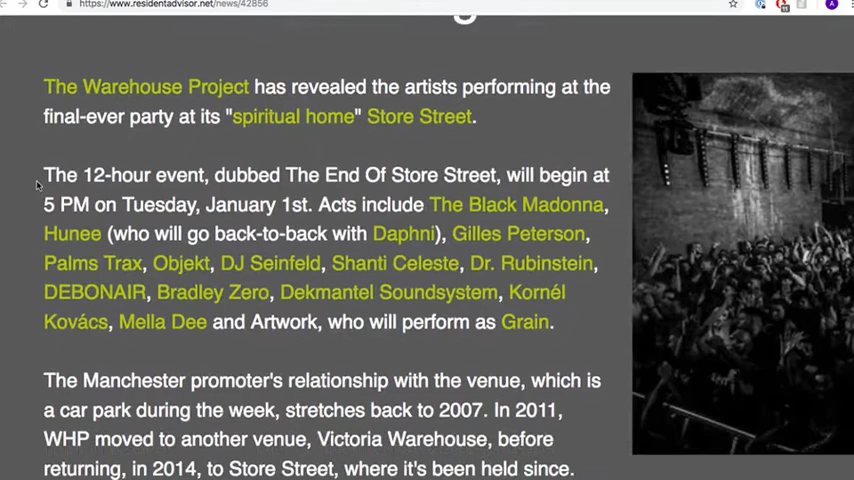 https://www.residentadvisor.net/news/42856
The Warehouse Project has revealed the artists performing at the
final-ever party at its "spiritual home" Store Street.
The 12-hour event, dubbed The End Of Store Street, will begin at
5 PM on Tuesday, January 1st. Acts include The Black Madonna,
Hunee (who will go back-to-back with Daphni), Gilles Peterson,
Palms Trax, Objekt, DJ Seinfeld, Shanti Celeste, Dr. Rubinstein,
DEBONAIR, Bradley Zero, Dekmantel Soundsystem, Kornél
Kovács, Mella Dee and Artwork, who will perform as Grain.
The Manchester promoter's relationship with the venue, which is
a car park during the week, stretches back to 2007. In 2011,
WHP moved to another venue, Victoria Warehouse, before
returning, in 2014, to Store Street, where it's been held since.